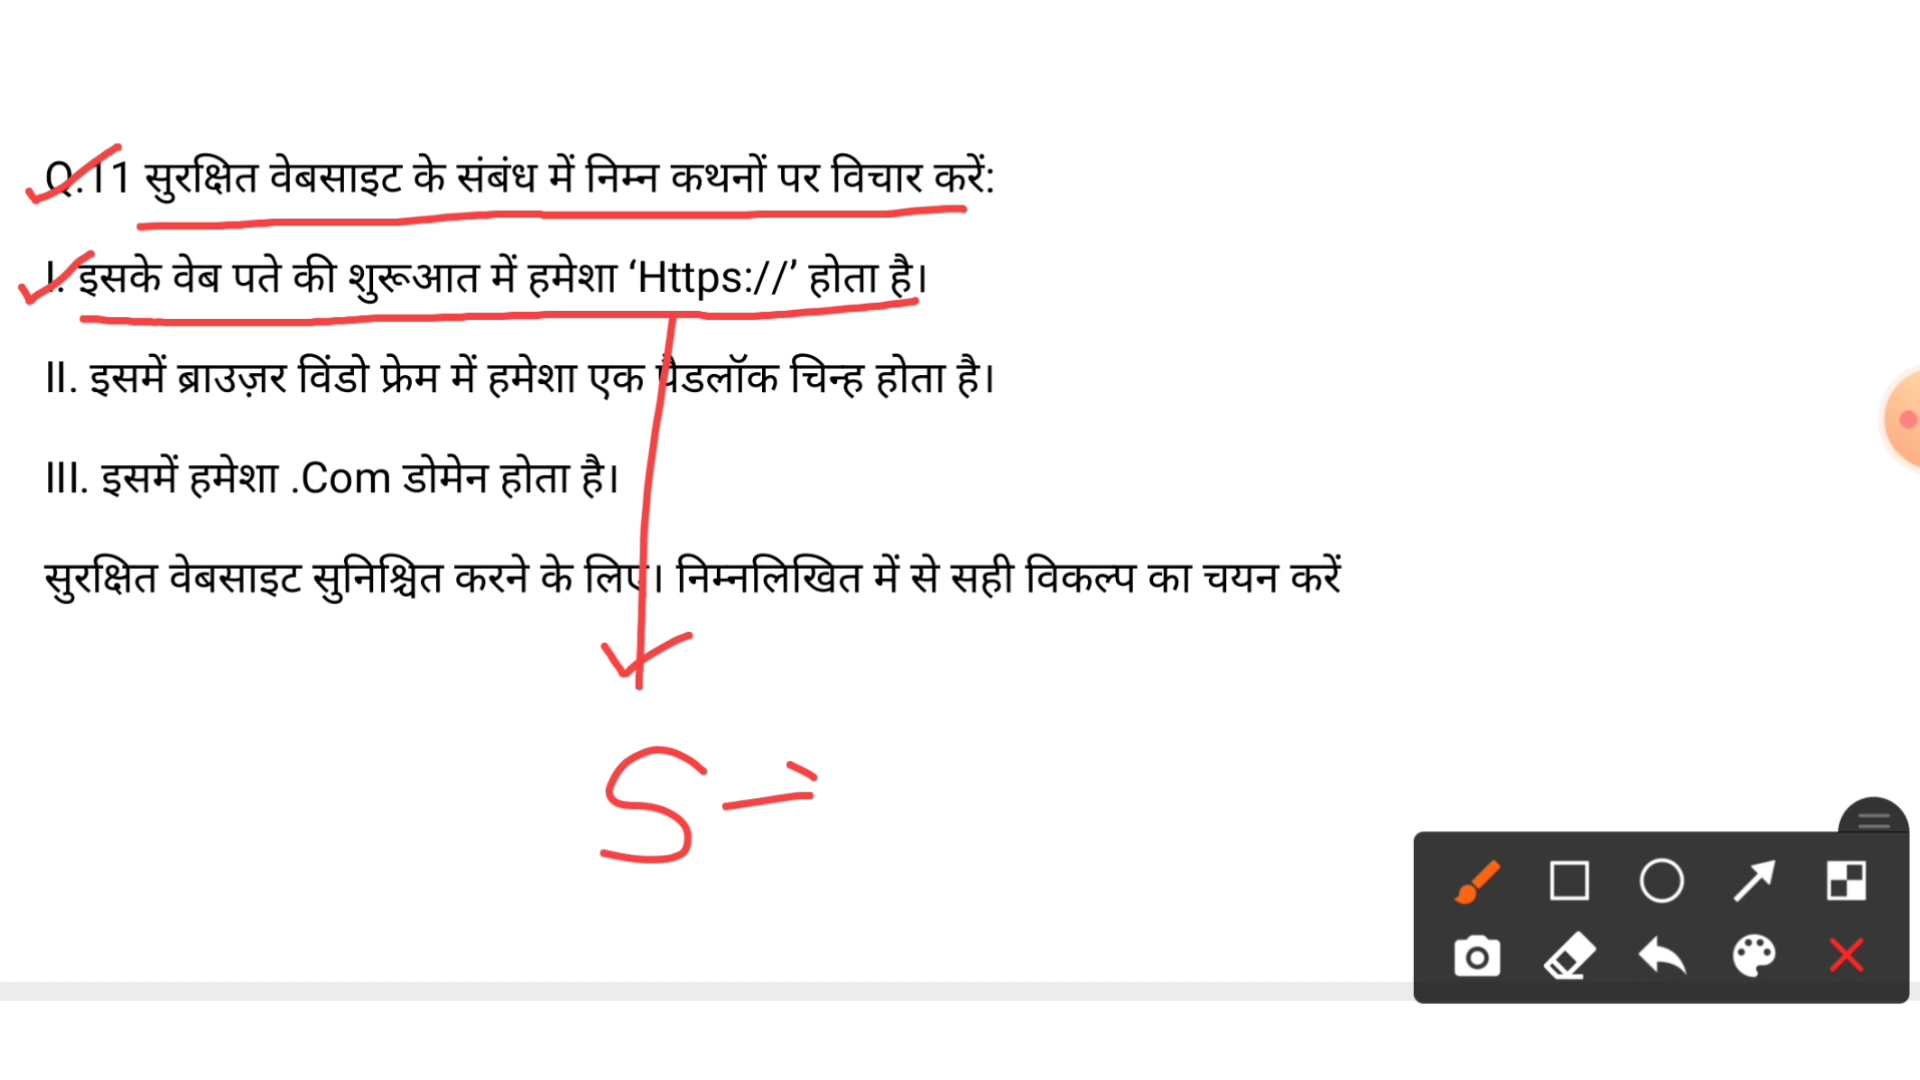 Q.11 सुरक्षित वेबसाइट के संबंध में निम्न कथनों पर विचार करें:
I. इसके वेब पते की शुरूआत में हमेशा ‘Https://’ होता है।
II. इसमें ब्राउज़र विंडो फ्रेम में हमेशा एक पैडलॉक चिन्ह होता है।
III. इसमें हमेशा .Com डोमेन होता है।
सुरक्षित वेबसाइट सुनिश्चित करने के लिए। निम्नलिखित में से सही विकल्प का चयन करें
S